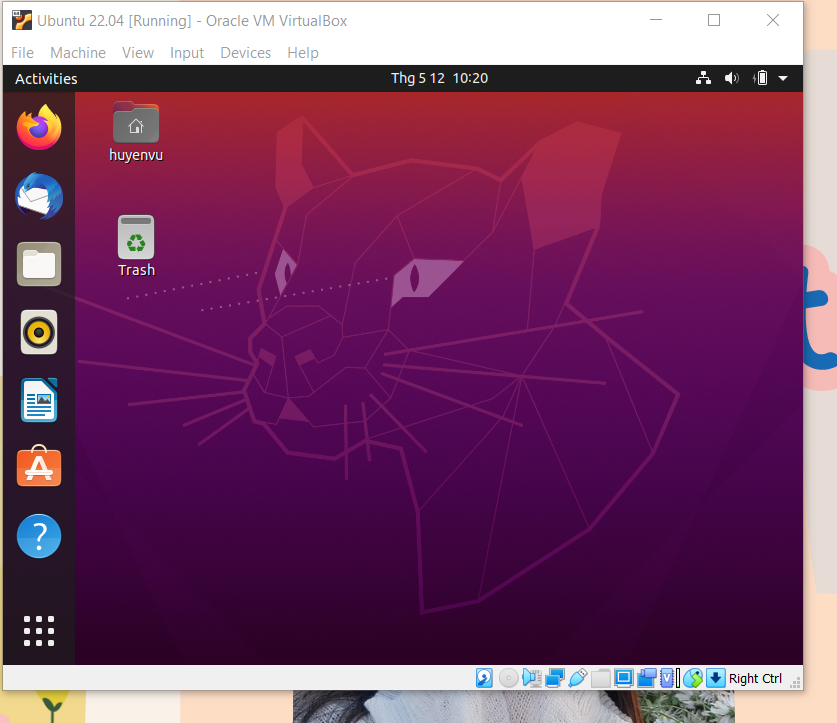 Ubuntu 22.04 [Running] - Oracle VM VirtualBox
File Machine View Input Devices Help
Activities Thg 5 12 10:20
huyenvu
Trash
Right Ctrl